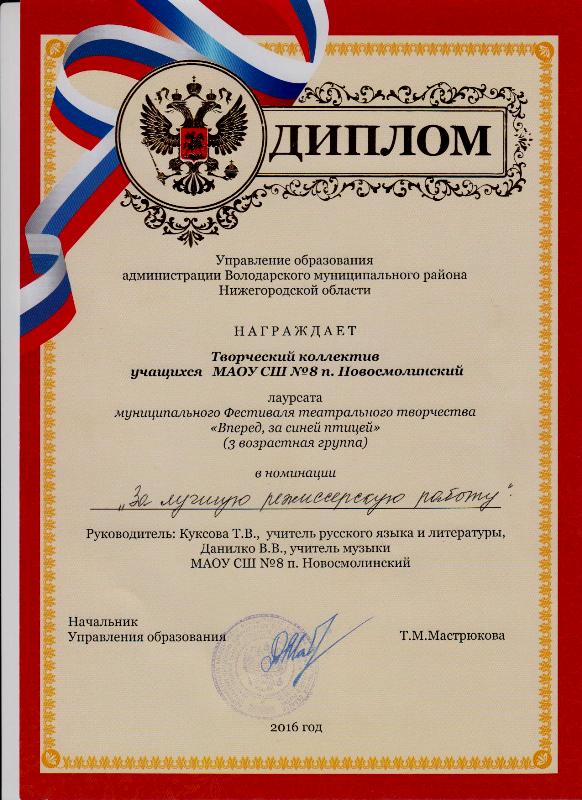 ДИПЛОМ
Управление образования
администрации Володарского муниципального района
Нижегородской области
НАГРАЖДАЕТ
Творческий коллектив
учащихся МАОУ СШ №8 п. Новосмолинский
лаурсата
муниципального Фестиваля театрального творчества
«Вперед, за синей птицей»
(3 возрастная группа)
в номинации
„За лучшую режиссерскую работу".
Руководитель: Куксова Т.В., учитель русского языка и литературы,
Данилко В.В., учитель музыки
МАОУ СШ №8 п. Новосмолинский
Начальник
Управления образования Т.М.Мастрюкова
2016 год